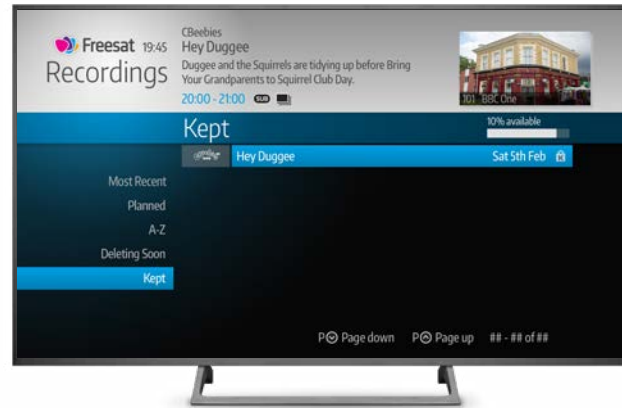 Freesat 19:45
Recordings
CBeebies
Hey Duggee
Duggee and the Squirrels are tidying up before Bring
Your Grandparents to Squirrel Club Day.
20:00 - 21:00 SUB
101 BBC One
Kept
10% available
Hey Duggee Sat 5th Feb
Most Recent
Planned
A-Z
Deleting Soon
Kept
P Page down P Page up ## - ## of ##